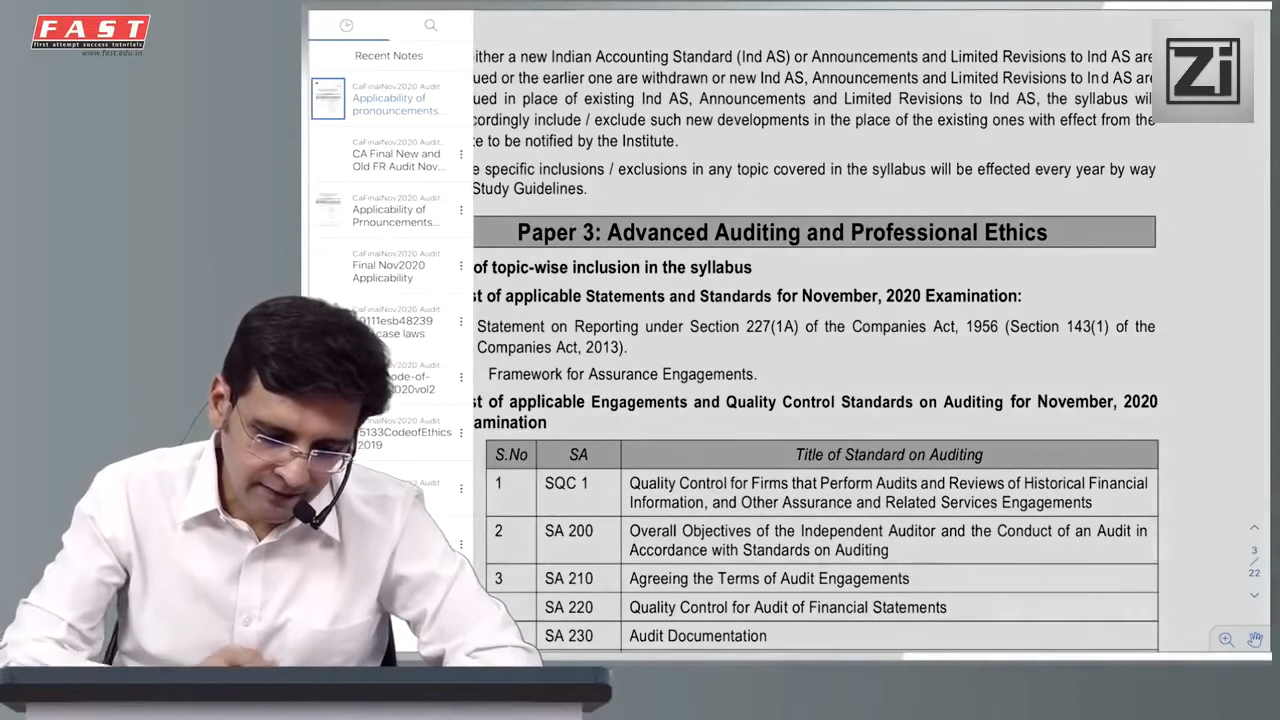 FAST
first attempt success tutorials
www.fast.edu.in
Zi
Recent Notes
CaFinalNov2020 Audit
Applicability of
pronouncements...
CaFinalNov2020 Audit..
CA Final New and
Old FR Audit Nov...
CaFinalNov2020 Audit..
Applicability of
Prnouncements...
CaFinalNov2020 Audit
Final Nov2020
Applicability
CaFinalNov2020 Audit
9111esb48239
case laws
Nov2020 Audit
ode-of-
020vol2
CaFinalNov2020 Audit
5133CodeofEthics
2019
ither a new Indian Accounting Standard (Ind AS) or Announcements and Limited Revisions to Ind AS are
ued or the earlier one are withdrawn or new Ind AS, Announcements and Limited Revisions to Ind AS are
ued in place of existing Ind AS, Announcements and Limited Revisions to Ind AS, the syllabus will
cordingly include / exclude such new developments in the place of the existing ones with effect from the
te to be notified by the Institute.
e specific inclusions / exclusions in any topic covered in the syllabus will be effected every year by way
Study Guidelines.
Paper 3: Advanced Auditing and Professional Ethics
of topic-wise inclusion in the syllabus
st of applicable Statements and Standards for November, 2020 Examination:
Statement on Reporting under Section 227(1A) of the Companies Act, 1956 (Section 143(1) of the
Companies Act, 2013).
Framework for Assurance Engagements.
st of applicable Engagements and Quality Control Standards on Auditing for November, 2020
amination
S.No SA Title of Standard on Auditing
1 SQC 1 Quality Control for Firms that Perform Audits and Reviews of Historical Financial
Information, and Other Assurance and Related Services Engagements
2 SA 200 Overall Objectives of the Independent Auditor and the Conduct of an Audit in
Accordance with Standards on Auditing
3 SA 210 Agreeing the Terms of Audit Engagements
SA 220 Quality Control for Audit of Financial Statements
SA 230 Audit Documentation
3
/
22